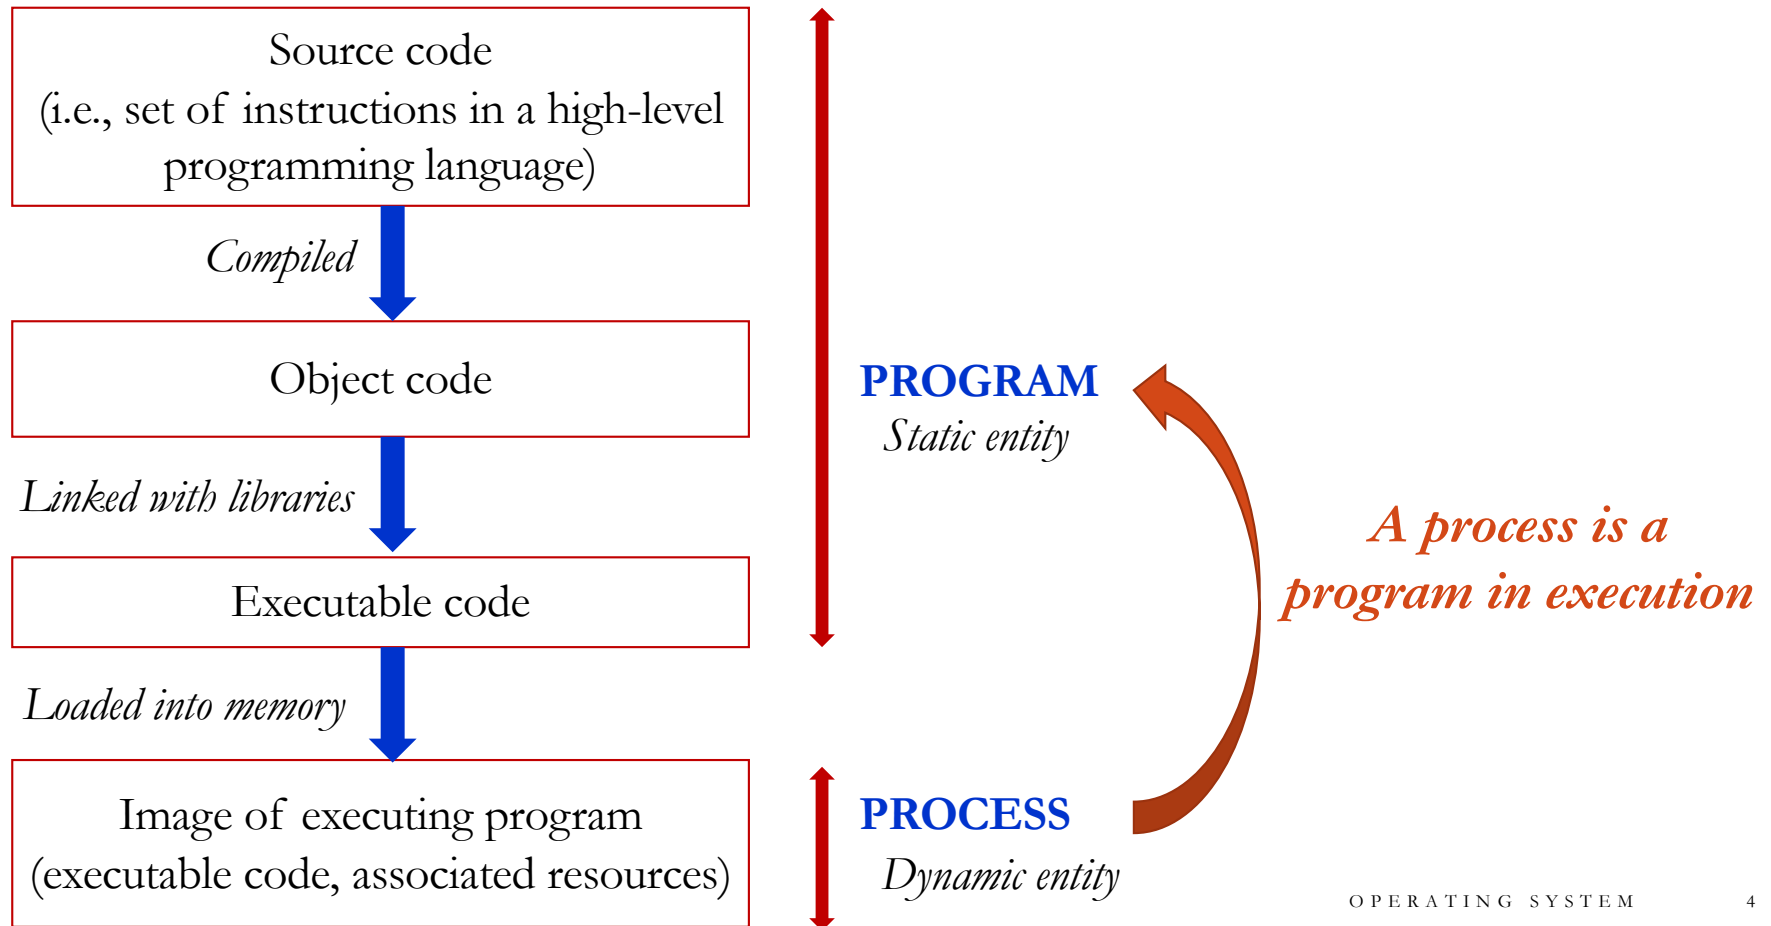 Source code
(i.e., set of instructions in a high-level
programming language)
Compiled
Object code
Linked with libraries
Executable code
Loaded into memory
Image of executing program
(executable code, associated resources)
PROGRAM
Static entity
PROCESS
Dynamic entity
A process is a
program in execution
OPERATING SYSTEM 4